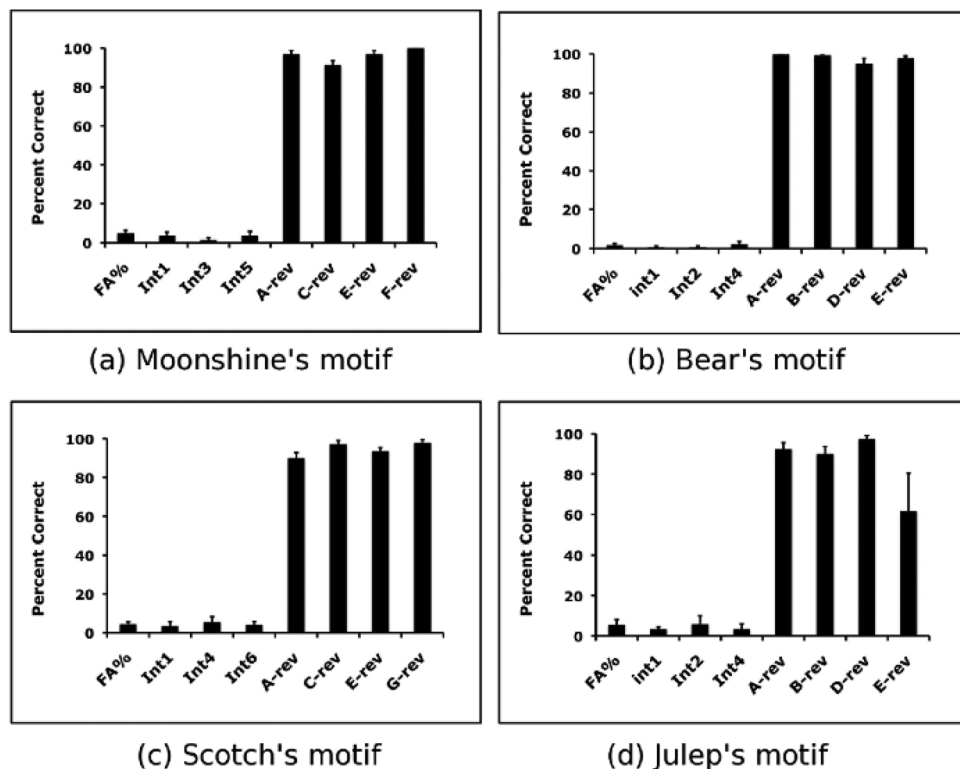 Percent Correct
100
80
60
40
20
0
FA%
Int1
Int3
Int5
A-rev
C-rev
E-rev
F-rev
(a) Moonshine's motif
Percent Correct
100
80
60
40
20
0
FA%
int1
Int2
Int4
A-rev
B-rev
D-rev
E-rev
(b) Bear's motif
Percent Correct
100
80
60
40
20
0
FA%
Int1
Int4
Int6
A-rev
C-rev
E-rev
G-rev
(c) Scotch's motif
Percent Correct
100
80
60
40
20
0
FA%
int1
Int2
Int4
A-rev
B-rev
D-rev
E-rev
(d) Julep's motif